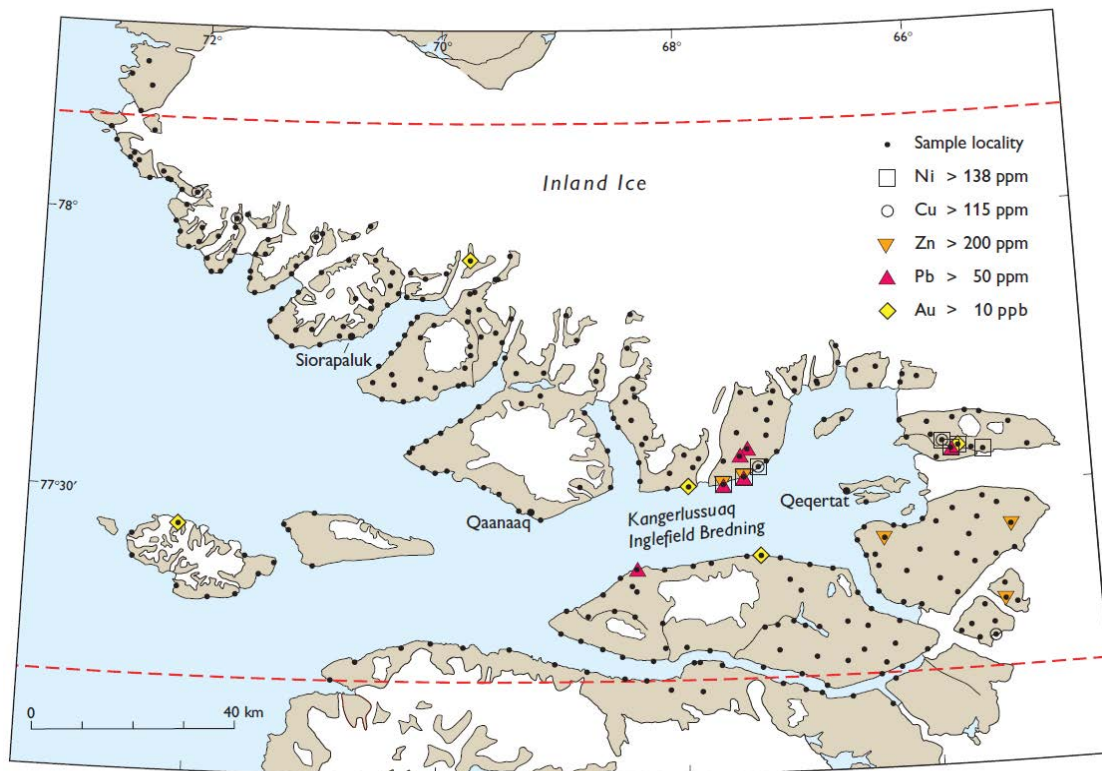 72°
70°
68°
66°
Sample locality
Ni > 138 ppm
Cu > 115 ppm
Zn > 200 ppm
Pb > 50 ppm
Au > 10 ppb
Inland Ice
78°
Siorapaluk
77°30′
Qaanaaq
Kangerlussuaq
Inglefield Bredning
Qeqertat
0 40 km